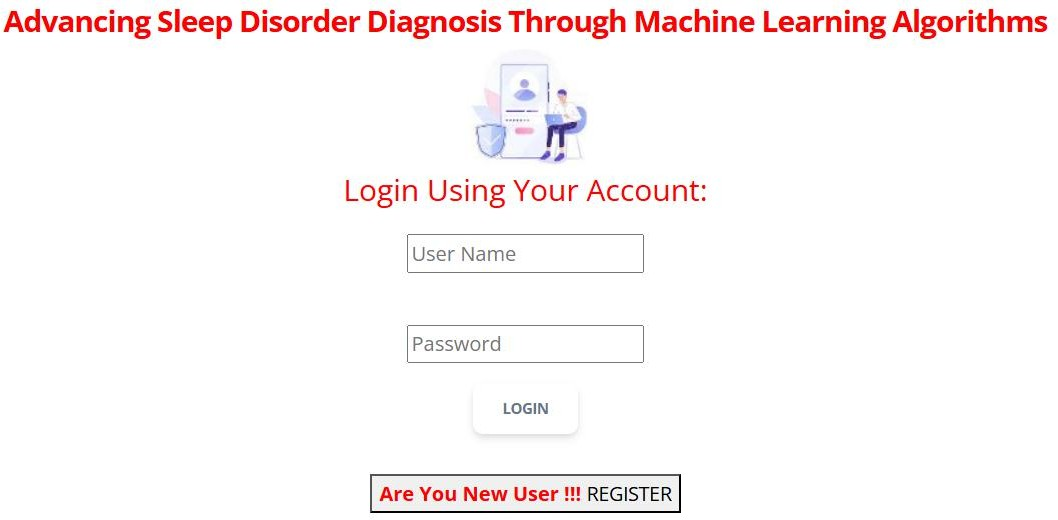 Advancing Sleep Disorder Diagnosis Through Machine Learning Algorithms
Login Using Your Account:
User Name
Password
LOGIN
Are You New User !!! REGISTER